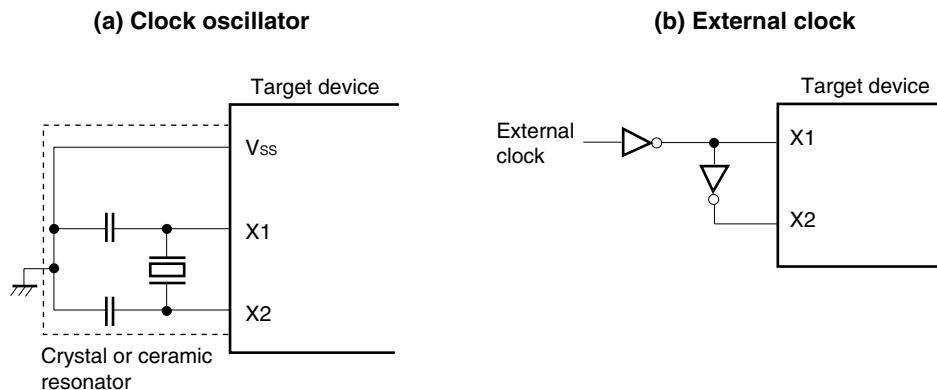 (a) Clock oscillator
(b) External clock
Target device
VSS
X1
X2
Crystal or ceramic
resonator
Target device
External
clock
X1
X2